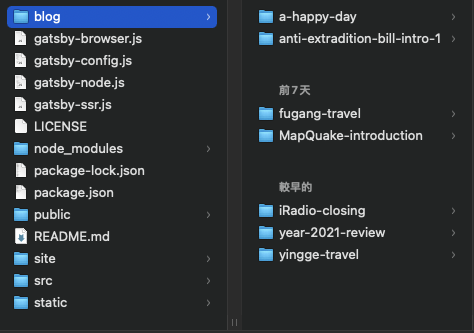 blog
gatsby-browser.js
gatsby-config.js
gatsby-node.js
gatsby-ssr.js
LICENSE
node_modules
package-lock.json
package.json
public
README.md
site
src
static
a-happy-day
anti-extradition-bill-intro-1
前 7 天
fugang-travel
MapQuake-introduction
較早的
iRadio-closing
year-2021-review
yingge-travel